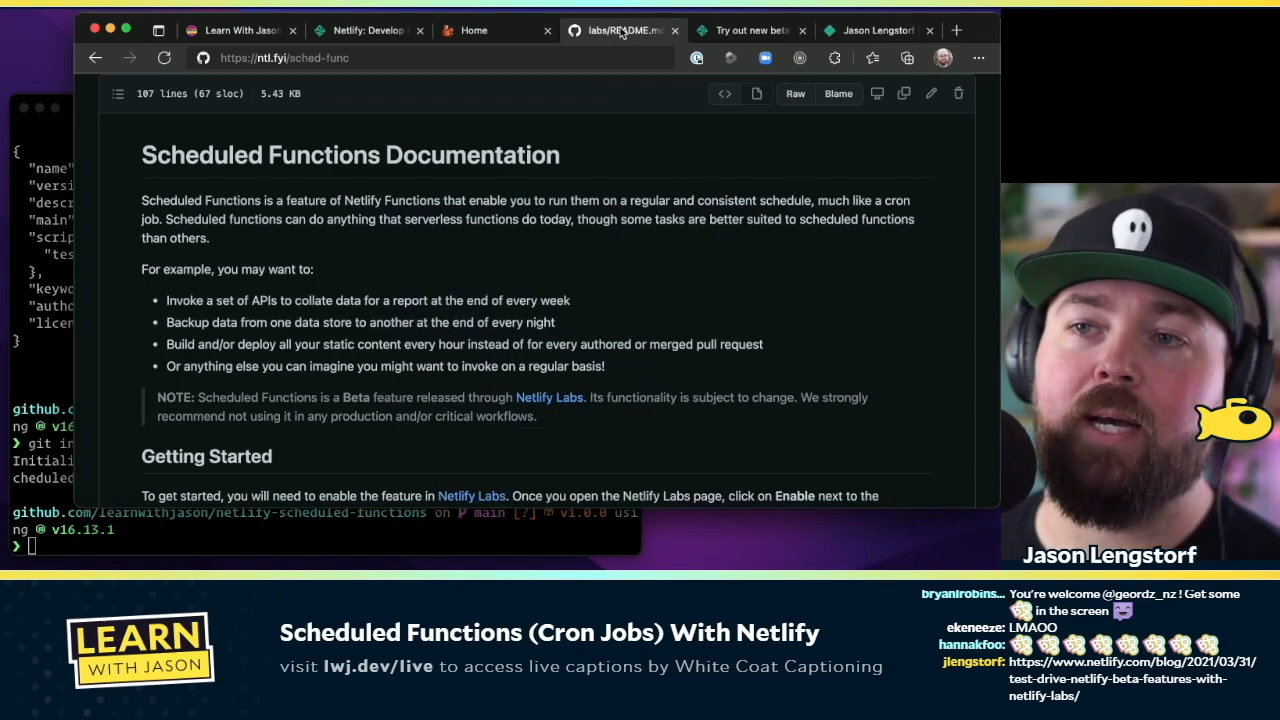 Learn With Jason
Netlify: Develop
Home
labs/README.md
Try out new beta
Jason Lengstorf
https://ntl.fyi/sched-func
107 lines (67 sloc) 5.43 KB
Raw Blame
Scheduled Functions Documentation
Scheduled Functions is a feature of Netlify Functions that enable you to run them on a regular and consistent schedule, much like a cron
job. Scheduled functions can do anything that serverless functions do today, though some tasks are better suited to scheduled functions
than others.
For example, you may want to:
• Invoke a set of APIs to collate data for a report at the end of every week
• Backup data from one data store to another at the end of every night
• Build and/or deploy all your static content every hour instead of for every authored or merged pull request
• Or anything else you can imagine you might want to invoke on a regular basis!
NOTE: Scheduled Functions is a Beta feature released through Netlify Labs. Its functionality is subject to change. We strongly
recommend not using it in any production and/or critical workflows.
Getting Started
To get started, you will need to enable the feature in Netlify Labs. Once you open the Netlify Labs page, click on Enable next to the
{
"name"
"versi
"descr
"main"
"scrip
"tes
},
"keywo
"autho
"licen
}
github.c
ng @ v16
❯ git in
Initiali
cheduled
github.com/learnwithjason/netlify-scheduled-functions on main [?] v1.0.0 usi
ng @ v16.13.1
❯
Jason Lengstorf
LEARN
WITH JASON
Scheduled Functions (Cron Jobs) With Netlify
visit lwj.dev/live to access live captions by White Coat Captioning
bryanlrobins... You're welcome @geordz_nz ! Get some
in the screen
ekeneeze: LMAOO
hannakfoo:
jlengstorf: https://www.netlify.com/blog/2021/03/31/
test-drive-netlify-beta-features-with-
netlify-labs/